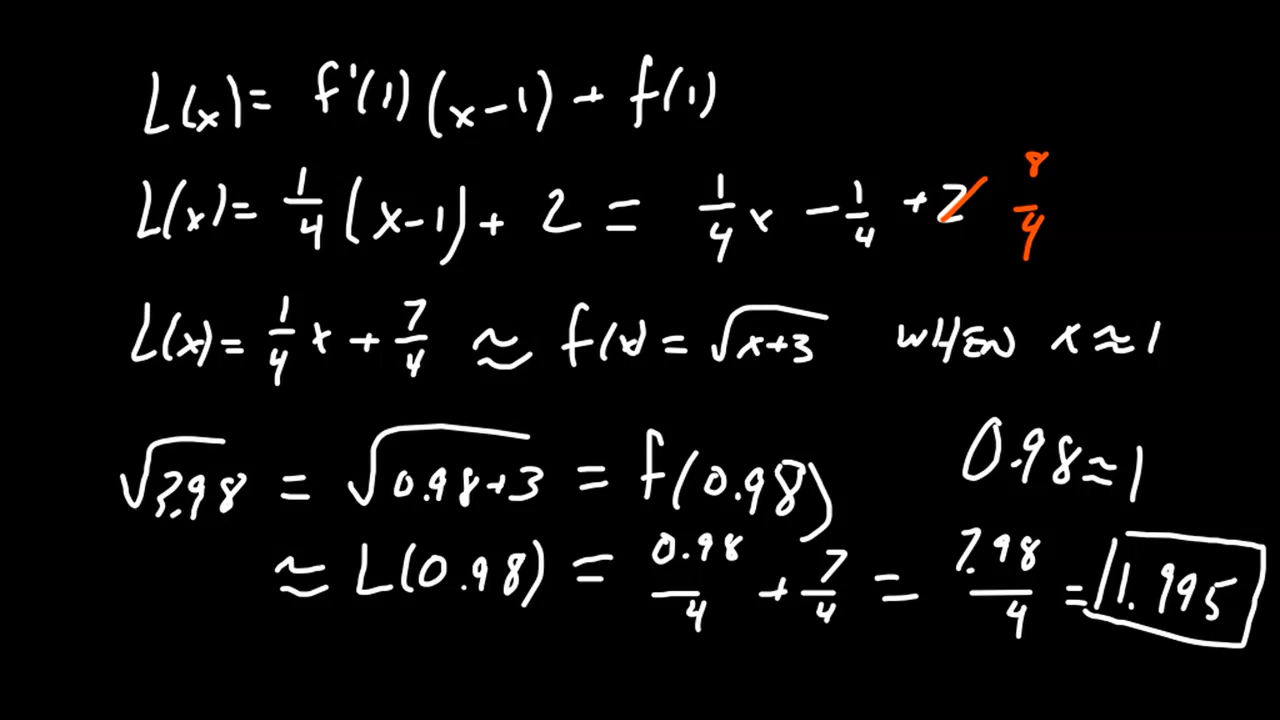 L(x) = f'(1)(x-1) + f(1)
L(x) = 1/4 (x-1) + 2 = 1/4 x - 1/4 + 2 8/4
L(x) = 1/4 x + 7/4 ≈ f(x) = √(x+3) WHEN x ≈ 1
√3.98 = √(0.98+3) = f(0.98) 0.98 ≈ 1
≈ L(0.98) = 0.98/4 + 7/4 = 7.98/4 = 1.995